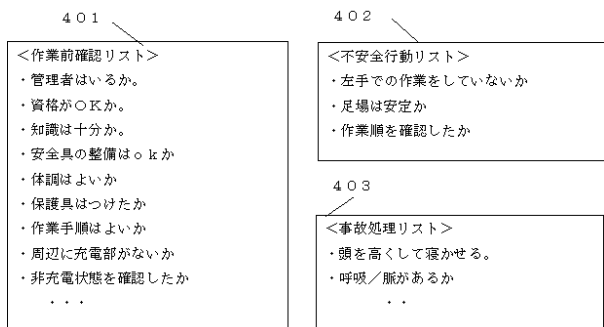 401
＜作業前確認リスト＞
・管理者はいるか。
・資格がＯＫか。
・知識は十分か。
・安全具の整備はｏｋか
・体調はよいか
・保護具はつけたか
・作業手順はよいか
・周辺に充電部がないか
・非充電状態を確認したか
・・・
402
＜不安全行動リスト＞
・左手での作業をしていないか
・足場は安定か
・作業順を確認したか
403
＜事故処理リスト＞
・頭を高くして寝かせる。
・呼吸／脈があるか
・・